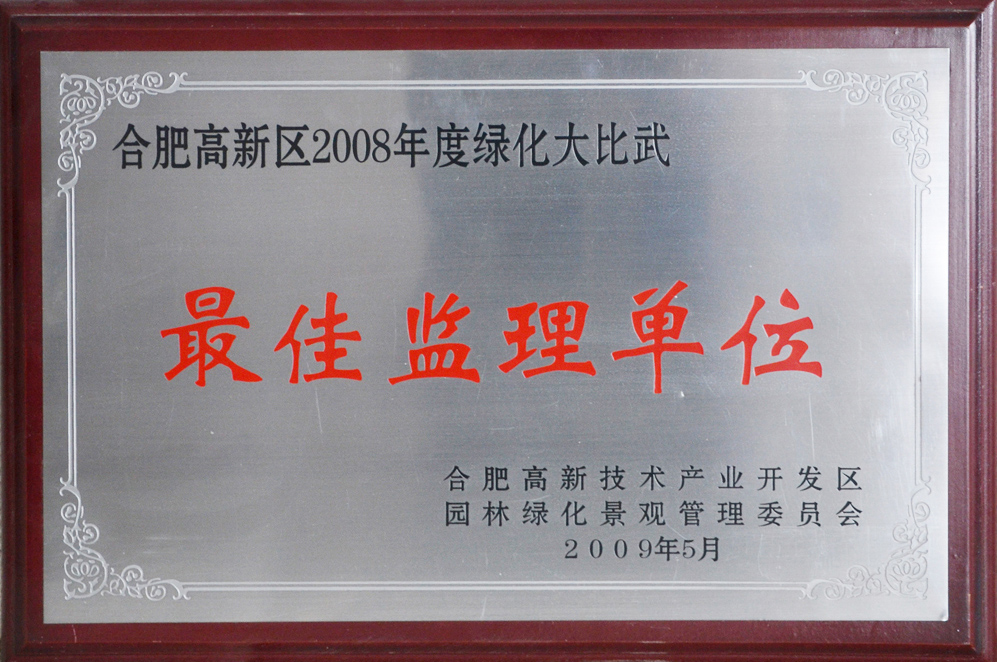 合肥高新区2008年度绿化大比武
最佳监理单位
合肥高新技术产业开发区
园林绿化景观管理委员会
2009年5月